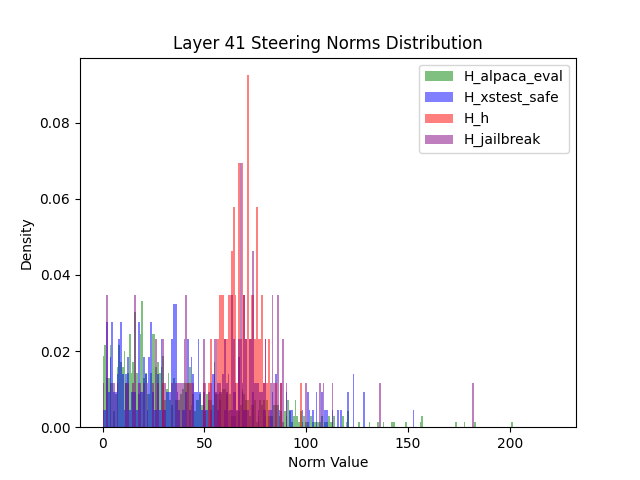 Layer 41 Steering Norms Distribution
H_alpaca_eval
H_xstest_safe
H_h
H_jailbreak
Density
0.08
0.06
0.04
0.02
0.00
0
50
100
150
200
Norm Value